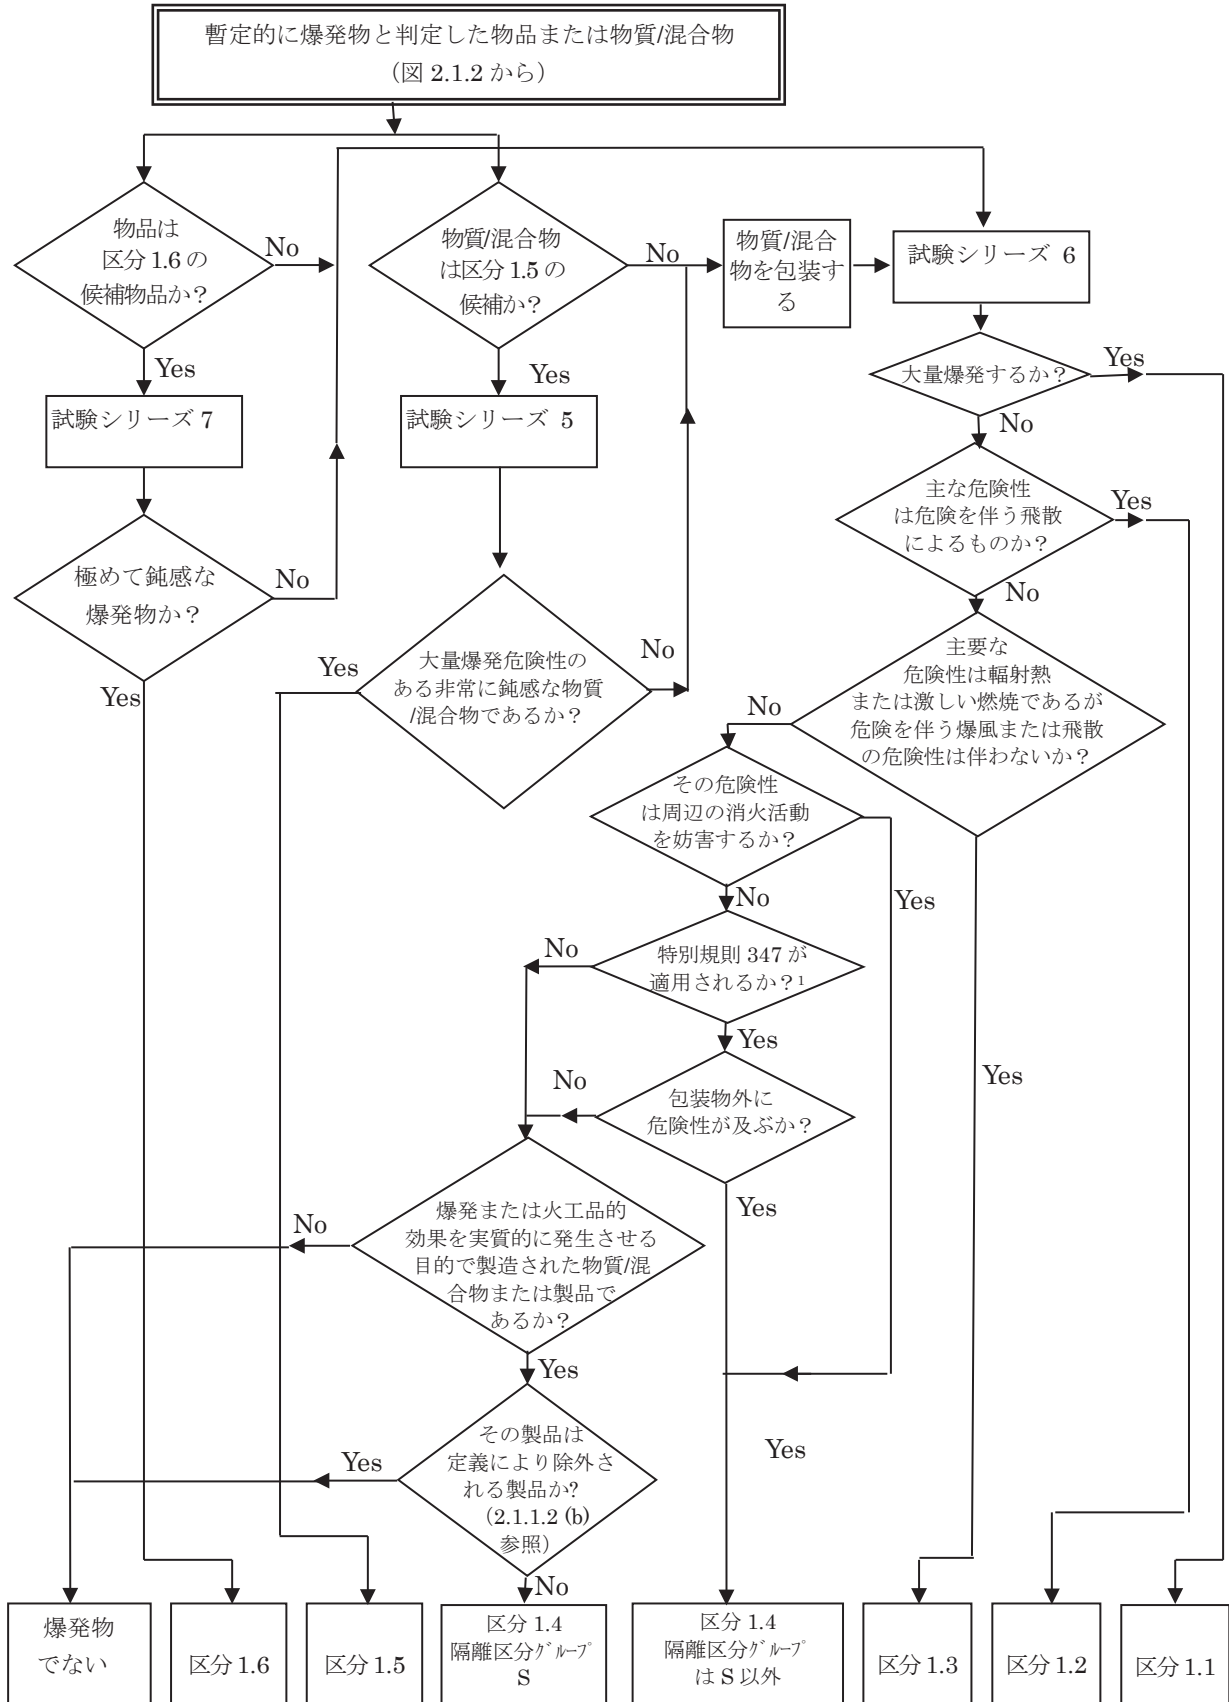 暫定的に爆発物と判定した物品または物質/混合物
（図 2.1.2 から）
物品は
区分 1.6 の
候補物品か？
No
物質/混合物
は区分 1.5 の
候補か？
No
物質/混合
物を包装す
る
試験シリーズ 6
Yes
Yes
大量爆発するか？
Yes
試験シリーズ 7
試験シリーズ 5
No
主な危険性
は危険を伴う飛散
によるものか？
Yes
極めて鈍感な
爆発物か？
No
No
大量爆発危険性の
ある非常に鈍感な物質
/混合物であるか？
Yes
No
主要な
危険性は輻射熱
または激しい燃焼であるが
危険を伴う爆風または飛散
の危険性は伴わないか？
Yes
No
その危険性
は周辺の消火活動
を妨害するか？
No
Yes
特別規則 347 が
適用されるか？¹
No
Yes
Yes
包装物外に
危険性が及ぶか？
No
Yes
爆発または火工品的
効果を実質的に発生させる
目的で製造された物質/混
合物または製品で
あるか？
No
Yes
その製品は
定義により除外さ
れる製品か?
（2.1.1.2 (b)
参照）
Yes
Yes
No
爆発物
でない
区分 1.6
区分 1.5
区分 1.4
隔離区分ｸﾞﾙｰﾌﾟ
S
区分 1.4
隔離区分ｸﾞﾙｰﾌﾟ
は S 以外
区分 1.3
区分 1.2
区分 1.1